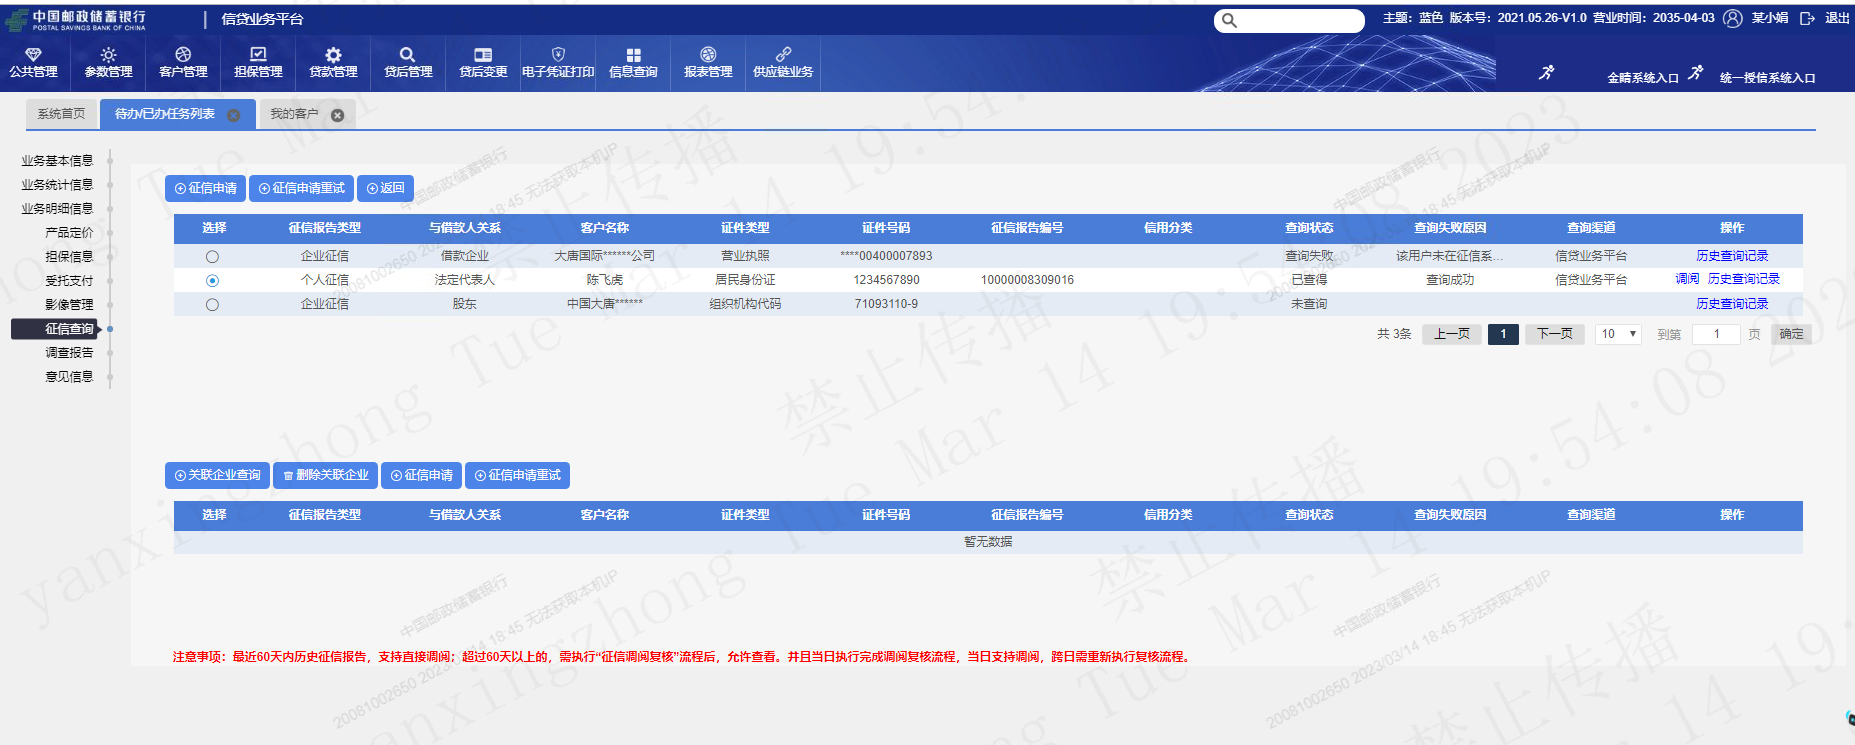 中国邮政储蓄银行
POSTAL SAVINGS BANK OF CHINA
信贷业务平台
主题：蓝色 版本号：2021.05.26-V1.0 营业时间：2035-04-03 某小娟 退出
公共管理 参数管理 客户管理 担保管理 贷款管理 贷后管理 贷后变更 电子凭证打印 信息查询 报表管理 供应链业务
金睛系统入口 统一授信系统入口
系统首页 待办/已办任务列表 我的客户
业务基本信息
业务统计信息
业务明细信息
产品定价
担保信息
受托支付
影像管理
征信查询
调查报告
意见信息
征信申请 征信申请重试 返回
选择 征信报告类型 与借款人关系 客户名称 证件类型 证件号码 征信报告编号 信用分类 查询状态 查询失败原因 查询渠道 操作
企业征信 借款企业 大唐国际******公司 营业执照 ****00400007893 查询失败 该用户未在征信系... 信贷业务平台 历史查询记录
个人征信 法定代表人 陈飞虎 居民身份证 1234567890 10000008309016 已查得 查询成功 信贷业务平台 调阅 历史查询记录
企业征信 股东 中国大唐****** 组织机构代码 71093110-9 未查询 历史查询记录
共 3条 上一页 1 下一页 10 到第 1 页 确定
关联企业查询 删除关联企业 征信申请 征信申请重试
选择 征信报告类型 与借款人关系 客户名称 证件类型 证件号码 征信报告编号 信用分类 查询状态 查询失败原因 查询渠道 操作
暂无数据
注意事项：最近60天内历史征信报告，支持直接调阅；超过60天以上的，需执行“征信调阅复核”流程后，允许查看。并且当日执行完成调阅复核流程，当日支持调阅，跨日需重新执行复核流程。
禁止传播
yanxingzhong Tue Mar 14 19:54:08 2023
中国邮政储蓄银行
20081002650 2023/03/14 18:45 无法获取本机IP